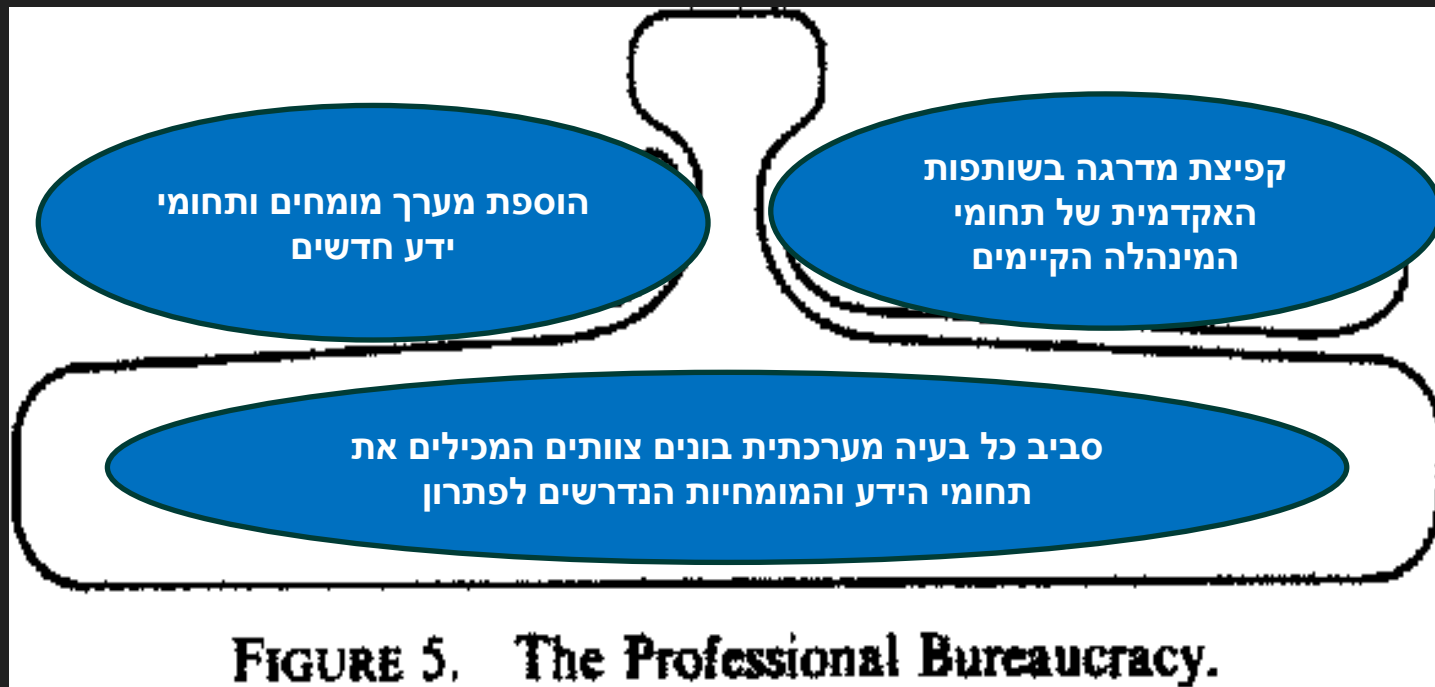 קפיצת מדרגה בשותפות
האקדמית של תחומי
המינהלה הקיימים
הוספת מערך מומחים ותחומי
ידע חדשים
סביב כל בעיה מערכתית בונים צוותים המכילים את
תחומי הידע והמומחיות הנדרשים לפתרון
FIGURE 5. The Professional Bureaucracy.